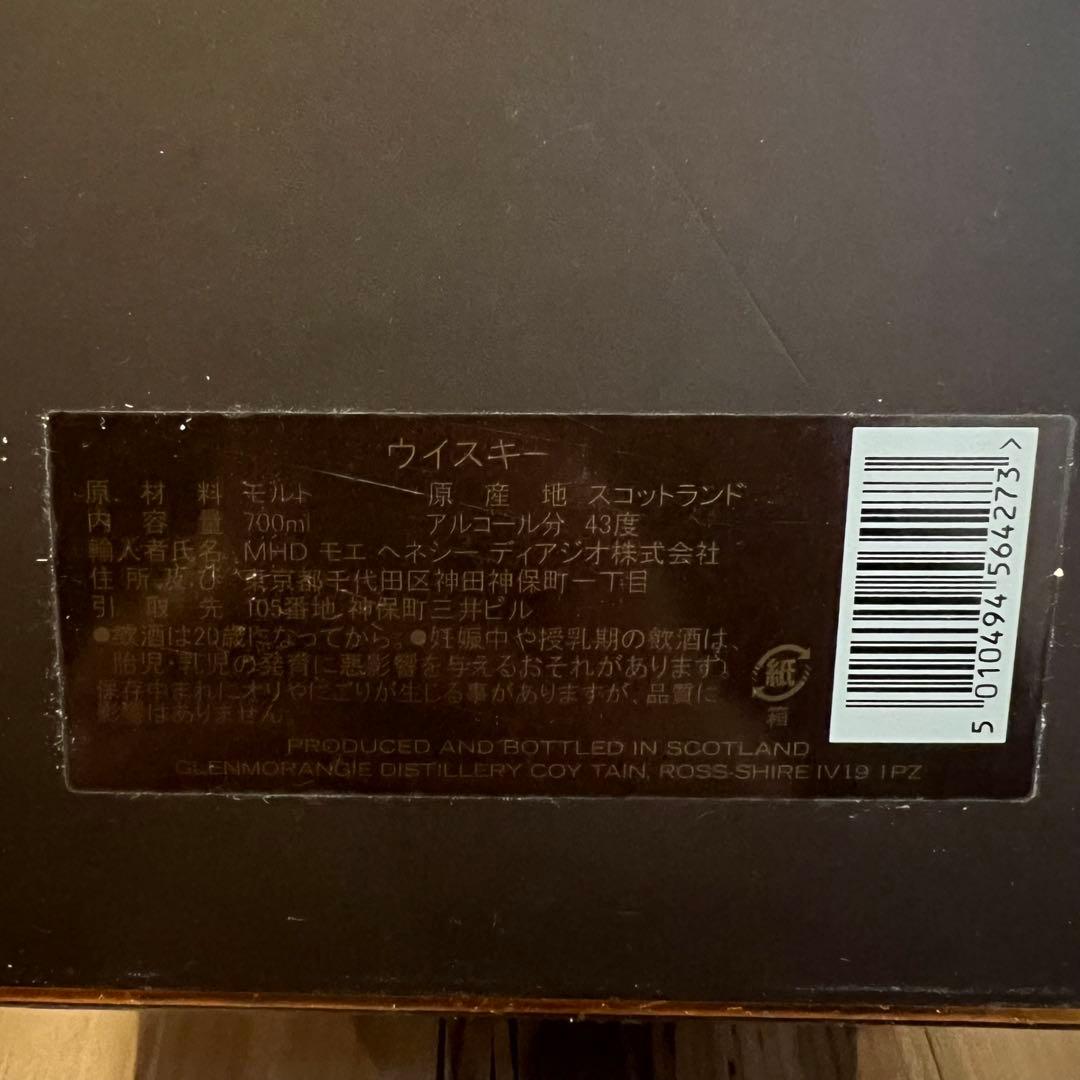 ウイスキー
原材料 モルト 原産地 スコットランド
内容量 700ml アルコール分 43度
輸入者氏名 MHD モエ ヘネシー ディアジオ株式会社
住所及び 東京都千代田区神田神保町一丁目
引取先 105番地 神保町三井ビル
●飲酒は20歳になってから。●妊娠中や授乳期の飲酒は、
胎児・乳児の発育に悪影響を与えるおそれがあります。
保存中まれにオリやにごりが生じる事がありますが、品質に
影響はありません。
紙
箱
PRODUCED AND BOTTLED IN SCOTLAND
GLENMORANGIE DISTILLERY COY TAIN, ROSS-SHIRE IV19 1PZ
5 010494 564273 >